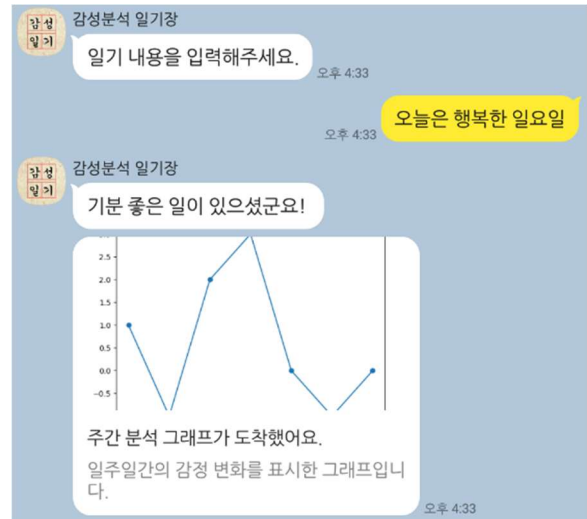 감성
일기
감성분석 일기장
일기 내용을 입력해주세요.
오후 4:33
오늘은 행복한 일요일
오후 4:33
감성
일기
감성분석 일기장
기분 좋은 일이 있으셨군요!
2.5
2.0
1.5
1.0
0.5
0.0
−0.5
주간 분석 그래프가 도착했어요.
일주일간의 감정 변화를 표시한 그래프입니
다.
오후 4:33